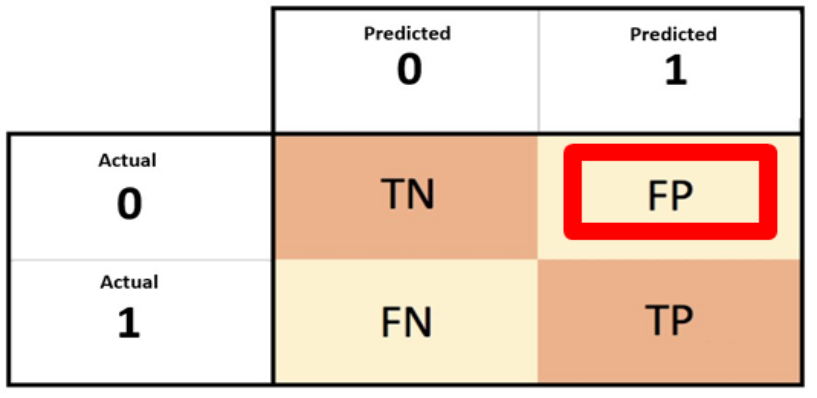 Predicted
0
Predicted
1
Actual
0
TN
FP
Actual
1
FN
TP